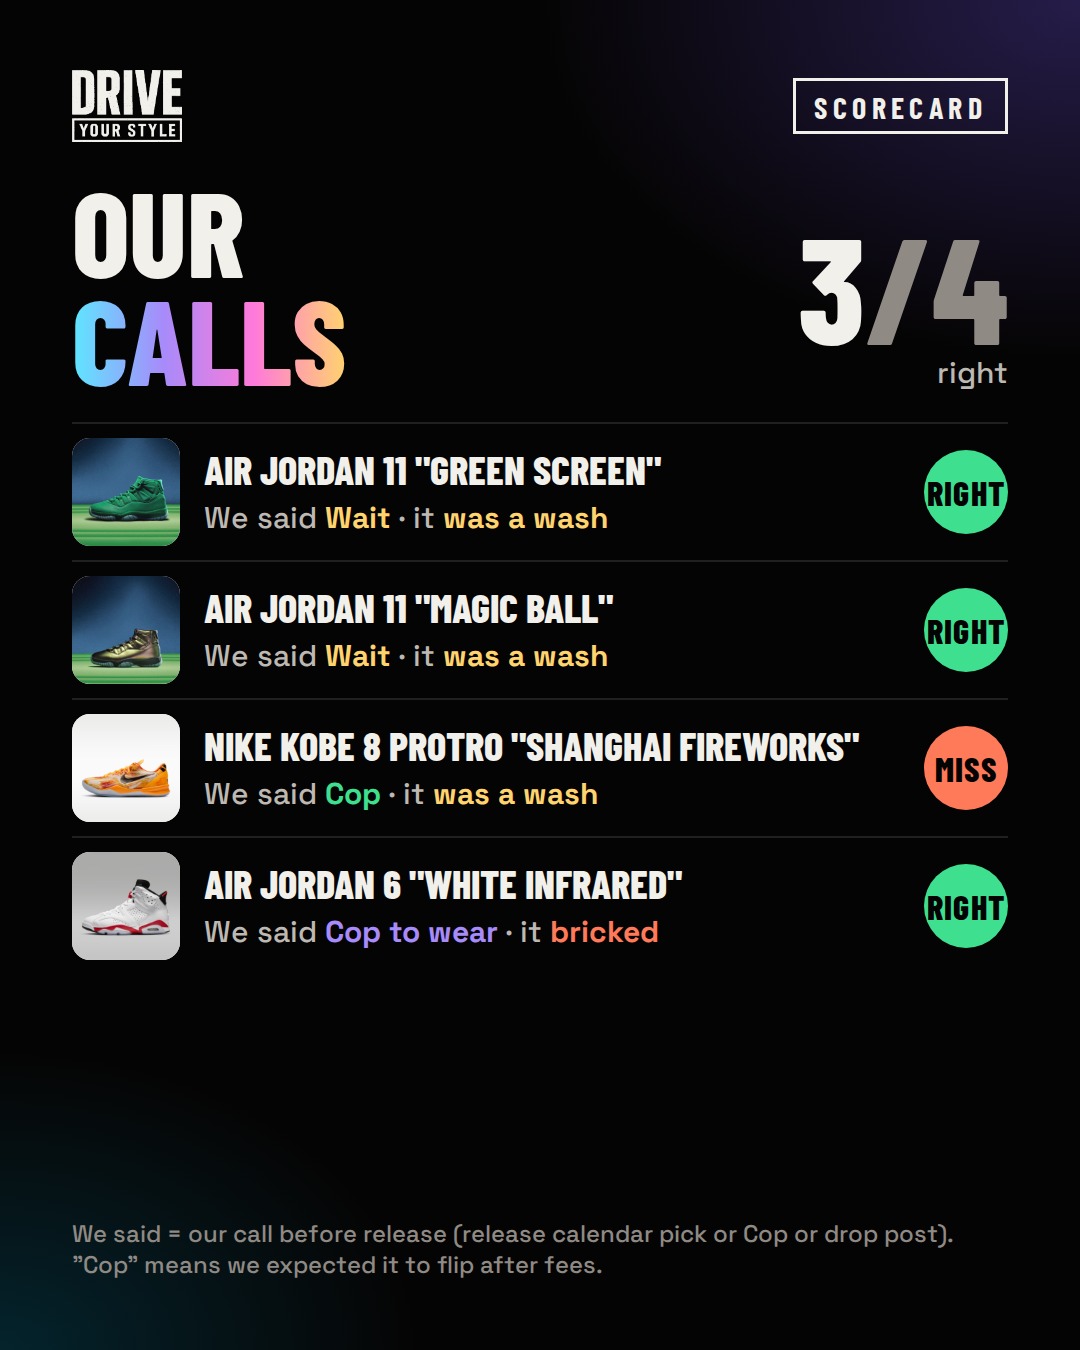 DRIVE
YOUR STYLE
SCORECARD
OUR
CALLS
3/4
right
AIR JORDAN 11 "GREEN SCREEN"
We said Wait · it was a wash
RIGHT
AIR JORDAN 11 "MAGIC BALL"
We said Wait · it was a wash
RIGHT
NIKE KOBE 8 PROTRO "SHANGHAI FIREWORKS"
We said Cop · it was a wash
MISS
AIR JORDAN 6 "WHITE INFRARED"
We said Cop to wear · it bricked
RIGHT
We said = our call before release (release calendar pick or Cop or drop post).
”Cop” means we expected it to flip after fees.